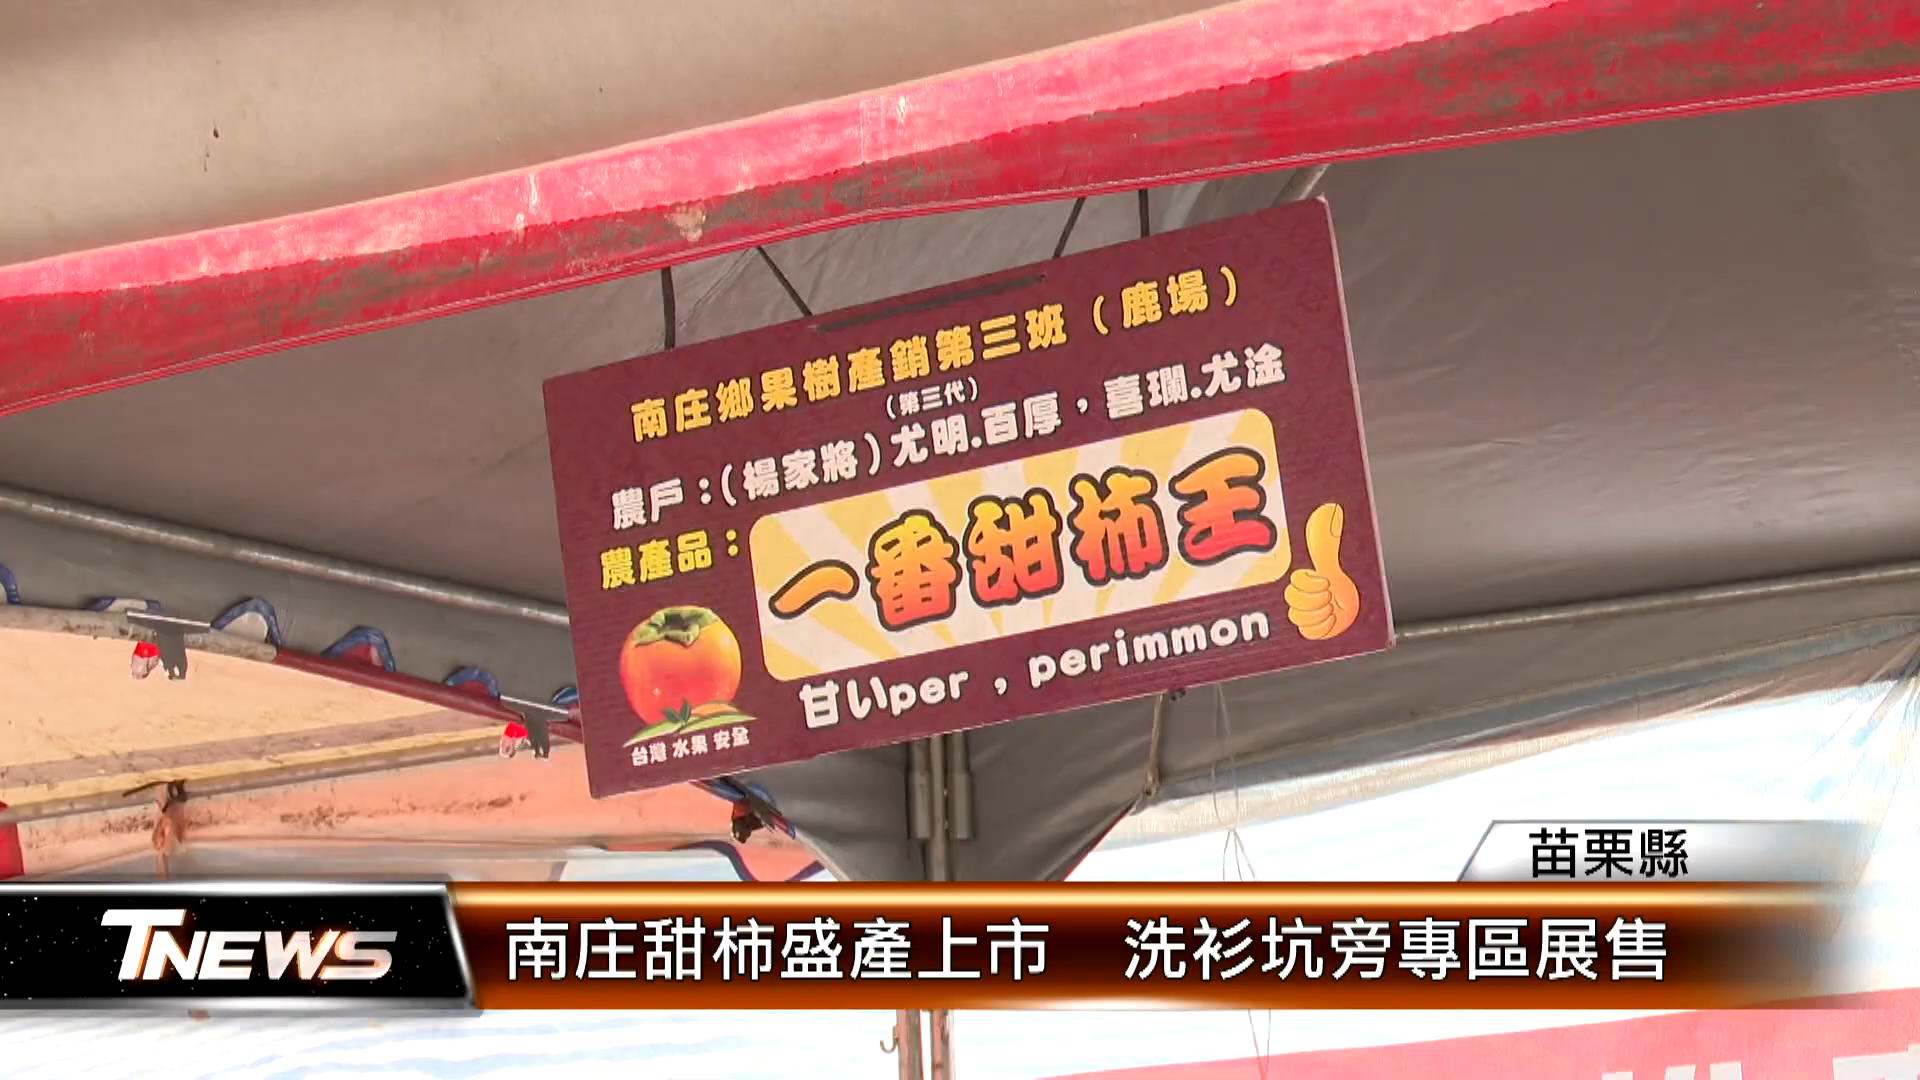 南庄鄉果樹產銷第三班（鹿場）
（第三代）
農戶：（楊家將）尤明.百厚，喜瓓.尤淦
農產品：
一番甜柿王
甘いper，perimmon
台灣 水果 安全
苗栗縣
TNEWS
南庄甜柿盛產上市 洗衫坑旁專區展售